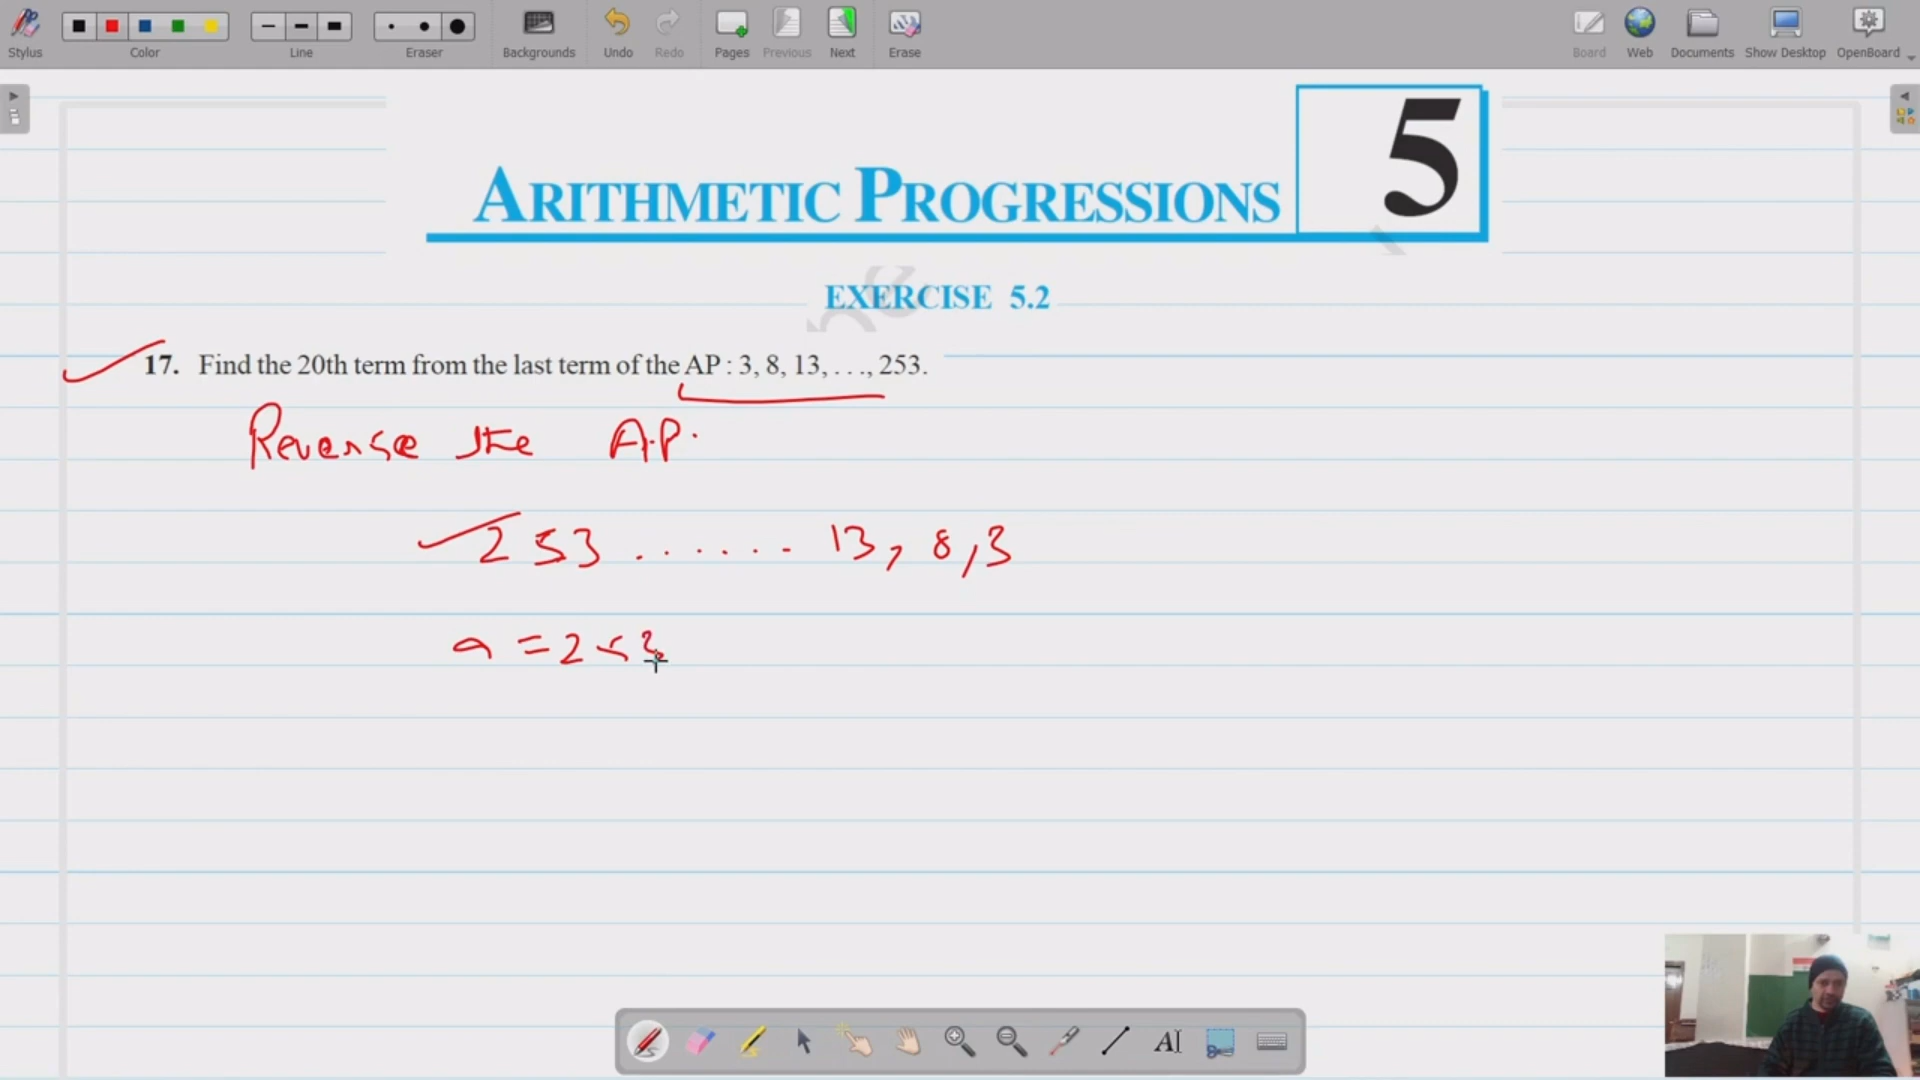 Stylus
Color
Line
Eraser
Backgrounds
Undo
Redo
Pages
Previous
Next
Erase
Board
Web
Documents
Show Desktop
OpenBoard
ARITHMETIC PROGRESSIONS
5
EXERCISE 5.2
17. Find the 20th term from the last term of the AP : 3, 8, 13, . . ., 253.
Reverse the A.P.
253 ....... 13, 8, 3
a = 253
AI